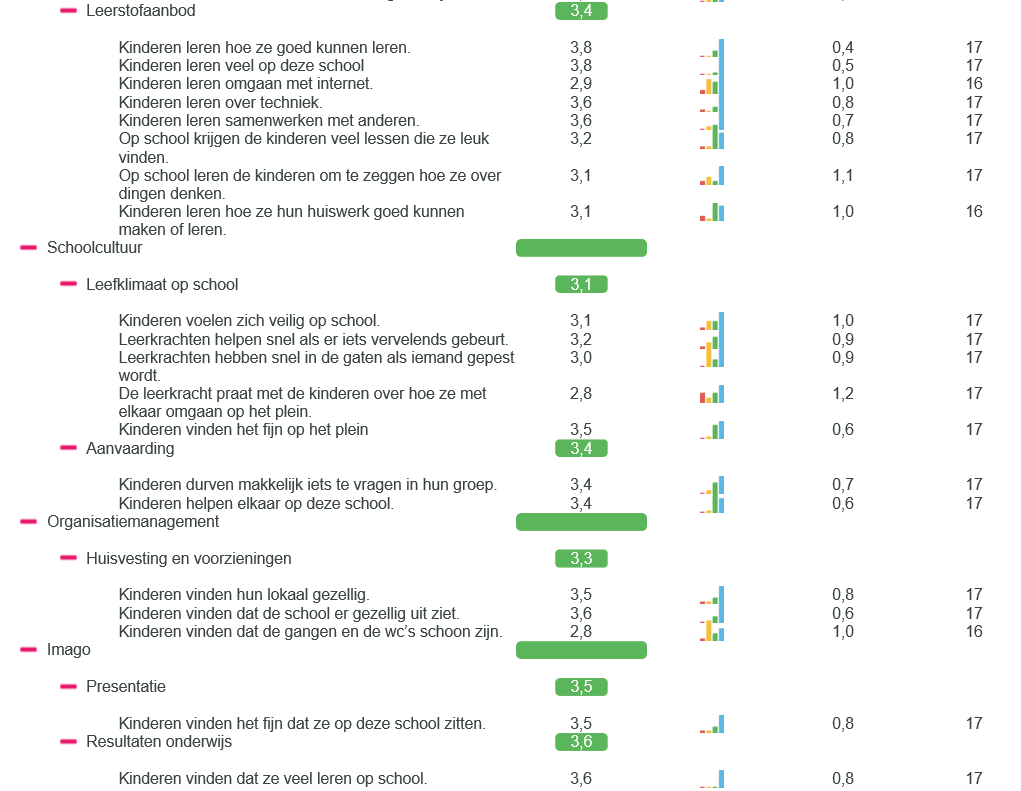 Leerstofaanbod 3,4
Kinderen leren hoe ze goed kunnen leren. 3,8 0,4 17
Kinderen leren veel op deze school 3,8 0,5 17
Kinderen leren omgaan met internet. 2,9 1,0 16
Kinderen leren over techniek. 3,6 0,8 17
Kinderen leren samenwerken met anderen. 3,6 0,7 17
Op school krijgen de kinderen veel lessen die ze leuk 3,2 0,8 17
vinden.
Op school leren de kinderen om te zeggen hoe ze over 3,1 1,1 17
dingen denken.
Kinderen leren hoe ze hun huiswerk goed kunnen 3,1 1,0 16
maken of leren.
Schoolcultuur
Leefklimaat op school 3,1
Kinderen voelen zich veilig op school. 3,1 1,0 17
Leerkrachten helpen snel als er iets vervelends gebeurt. 3,2 0,9 17
Leerkrachten hebben snel in de gaten als iemand gepest 3,0 0,9 17
wordt.
De leerkracht praat met de kinderen over hoe ze met 2,8 1,2 17
elkaar omgaan op het plein.
Kinderen vinden het fijn op het plein 3,5 0,6 17
Aanvaarding 3,4
Kinderen durven makkelijk iets te vragen in hun groep. 3,4 0,7 17
Kinderen helpen elkaar op deze school. 3,4 0,6 17
Organisatiemanagement
Huisvesting en voorzieningen 3,3
Kinderen vinden hun lokaal gezellig. 3,5 0,8 17
Kinderen vinden dat de school er gezellig uit ziet. 3,6 0,6 17
Kinderen vinden dat de gangen en de wc's schoon zijn. 2,8 1,0 16
Imago
Presentatie 3,5
Kinderen vinden het fijn dat ze op deze school zitten. 3,5 0,8 17
Resultaten onderwijs 3,6
Kinderen vinden dat ze veel leren op school. 3,6 0,8 17